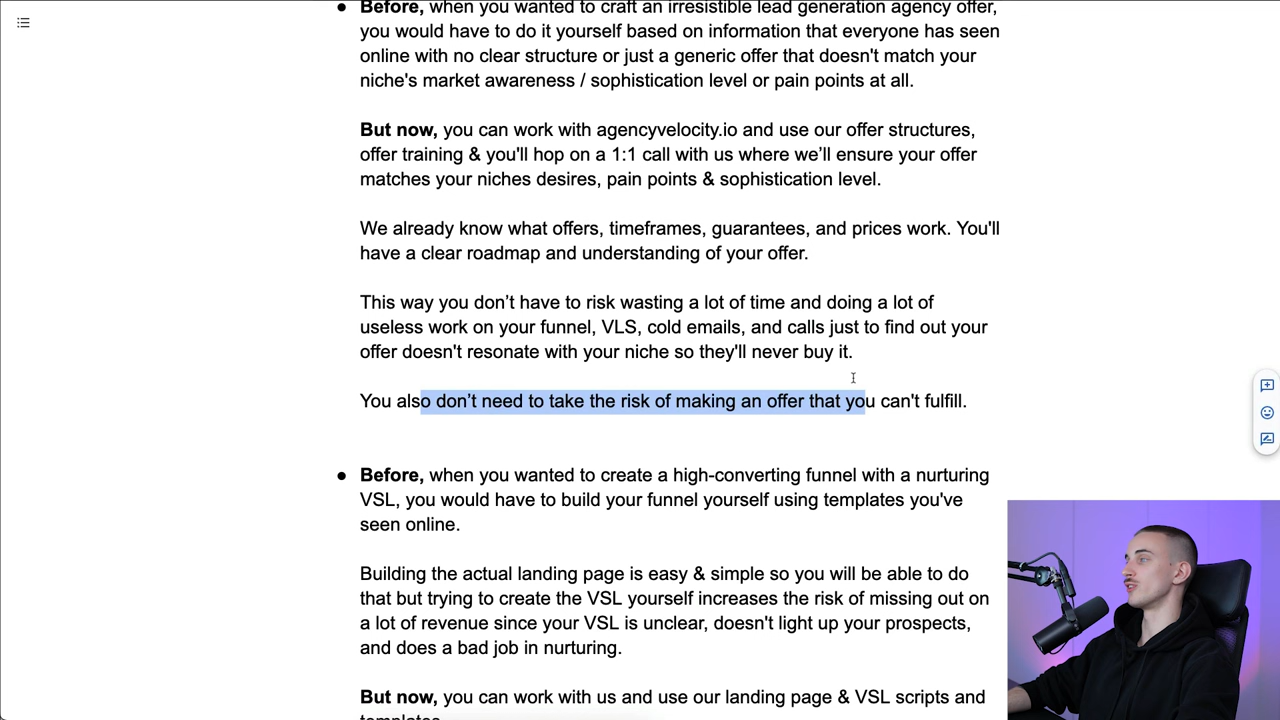 ● Before, when you wanted to craft an irresistible lead generation agency offer,
you would have to do it yourself based on information that everyone has seen
online with no clear structure or just a generic offer that doesn't match your
niche's market awareness / sophistication level or pain points at all.
But now, you can work with agencyvelocity.io and use our offer structures,
offer training & you'll hop on a 1:1 call with us where we’ll ensure your offer
matches your niches desires, pain points & sophistication level.
We already know what offers, timeframes, guarantees, and prices work. You'll
have a clear roadmap and understanding of your offer.
This way you don’t have to risk wasting a lot of time and doing a lot of
useless work on your funnel, VLS, cold emails, and calls just to find out your
offer doesn't resonate with your niche so they'll never buy it.
You also don’t need to take the risk of making an offer that you can't fulfill.
● Before, when you wanted to create a high-converting funnel with a nurturing
VSL, you would have to build your funnel yourself using templates you've
seen online.
Building the actual landing page is easy & simple so you will be able to do
that but trying to create the VSL yourself increases the risk of missing out on
a lot of revenue since your VSL is unclear, doesn't light up your prospects,
and does a bad job in nurturing.
But now, you can work with us and use our landing page & VSL scripts and
templates